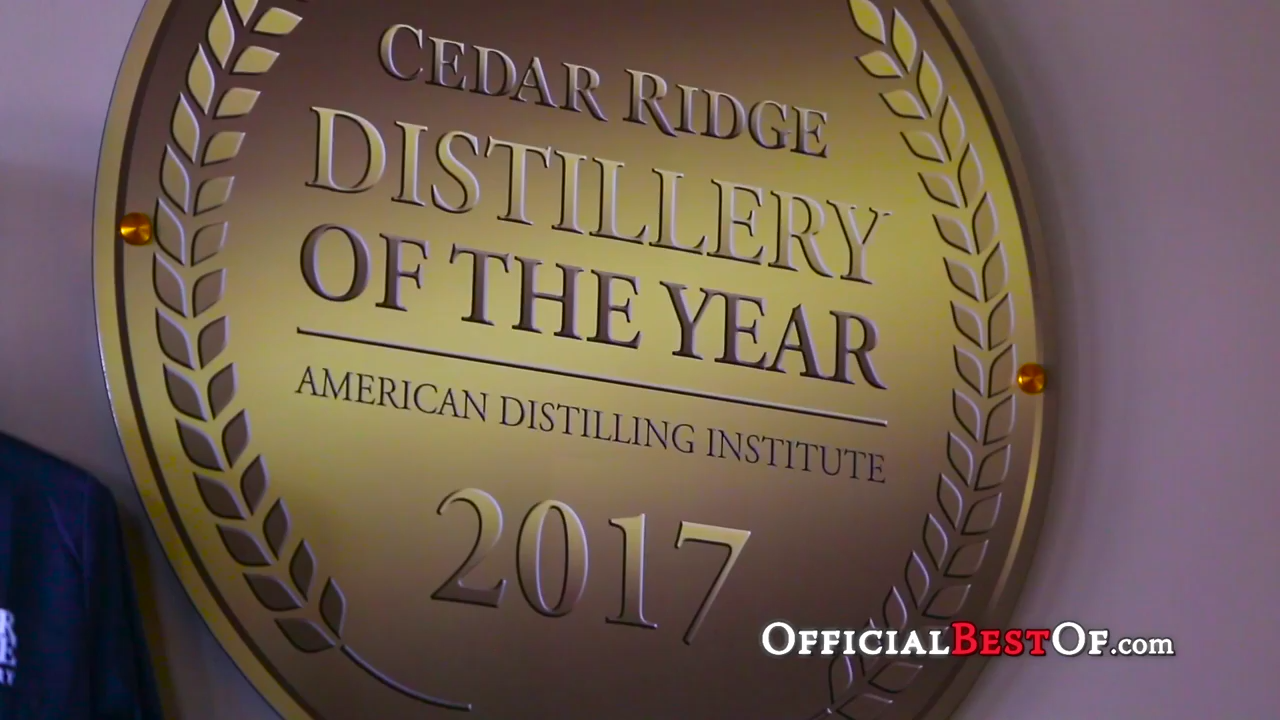 CEDAR RIDGE
DISTILLERY
OF THE YEAR
AMERICAN DISTILLING INSTITUTE
2017
OFFICIALBESTOF.com